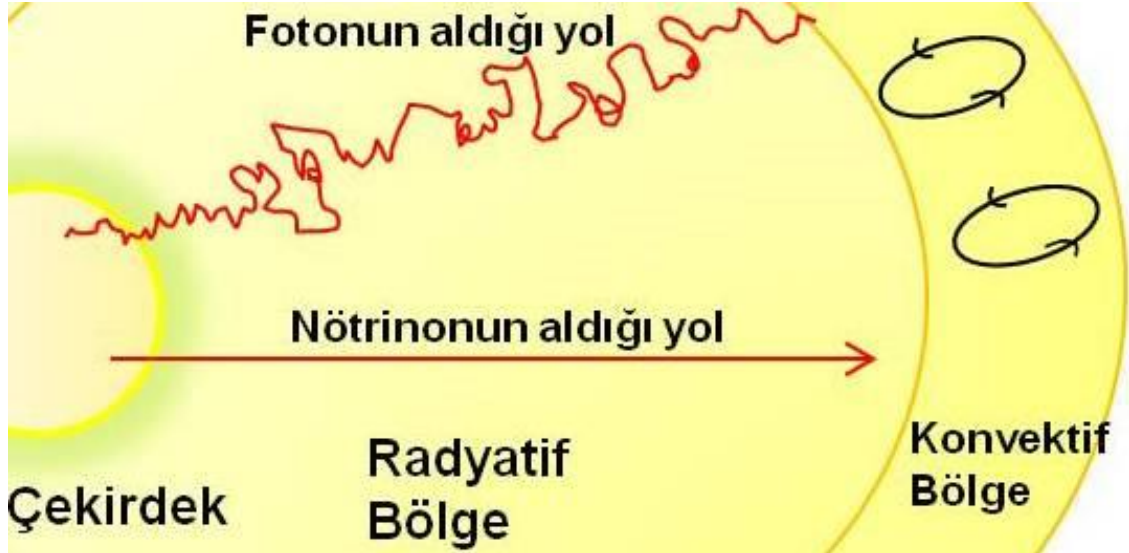 Fotonun aldığı yol
Nötrinonun aldığı yol
Radyatif
Bölge
Konvektif
Bölge
Çekirdek